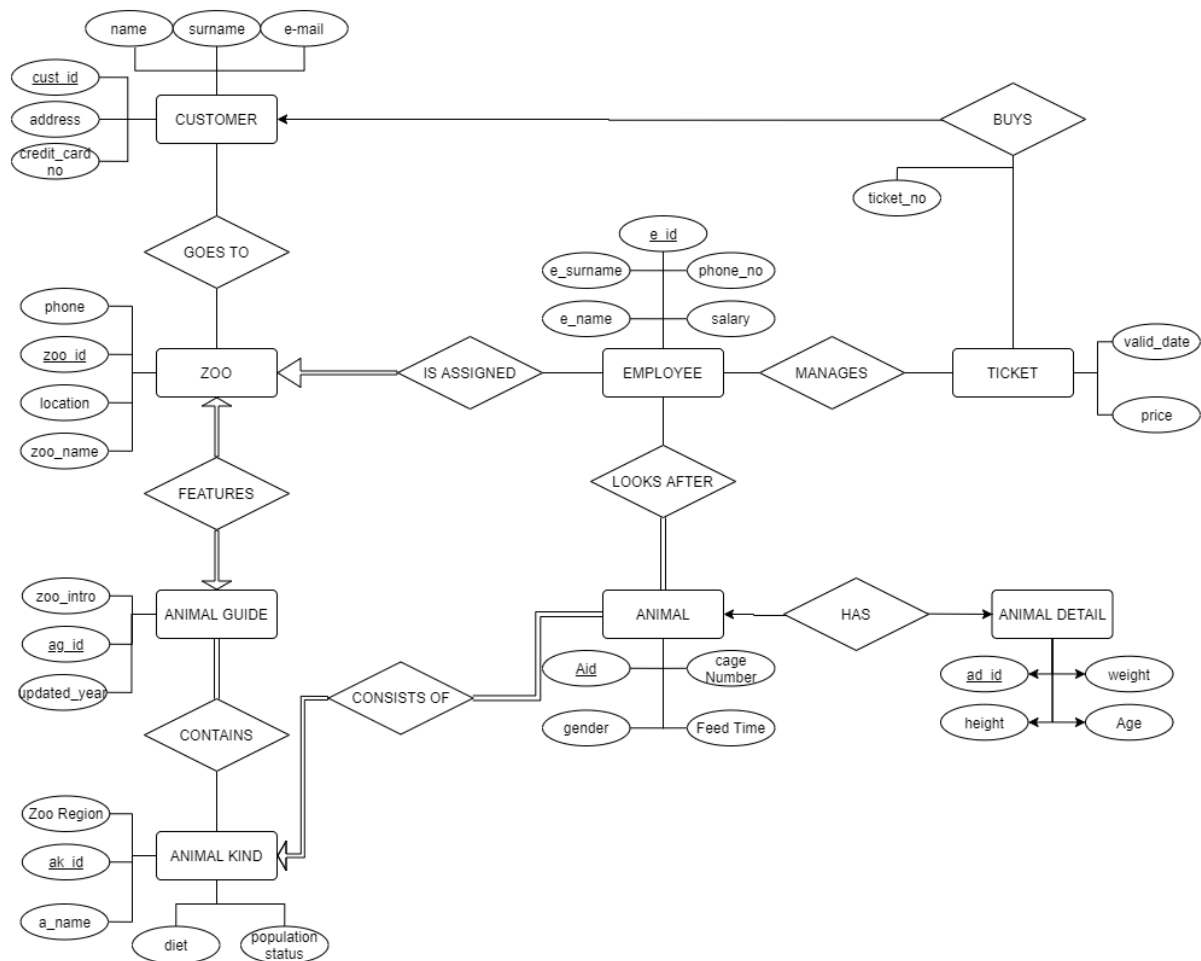 name
surname
e-mail
cust_id
address
CUSTOMER
credit_card
no
BUYS
ticket_no
GOES TO
e_id
e_surname
phone_no
e_name
salary
phone
zoo_id
location
zoo_name
ZOO
IS ASSIGNED
EMPLOYEE
MANAGES
TICKET
valid_date
price
FEATURES
LOOKS AFTER
zoo_intro
ag_id
updated_year
ANIMAL GUIDE
ANIMAL
HAS
ANIMAL DETAIL
Aid
cage
Number
gender
Feed Time
ad_id
weight
height
Age
CONSISTS OF
CONTAINS
Zoo Region
ak_id
a_name
ANIMAL KIND
diet
population
status